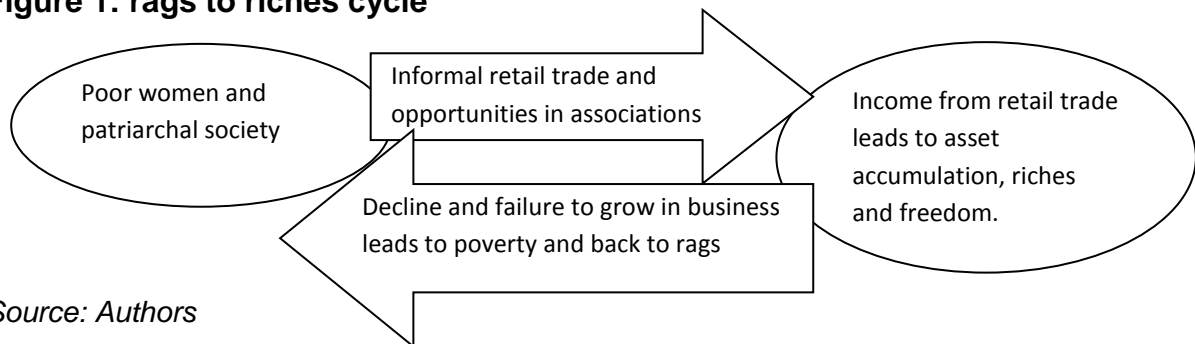 Figure 1: rags to riches cycle
Poor women and
patriarchal society
Informal retail trade and
opportunities in associations
Income from retail trade
leads to asset
accumulation, riches
and freedom.
Decline and failure to grow in business
leads to poverty and back to rags
Source: Authors